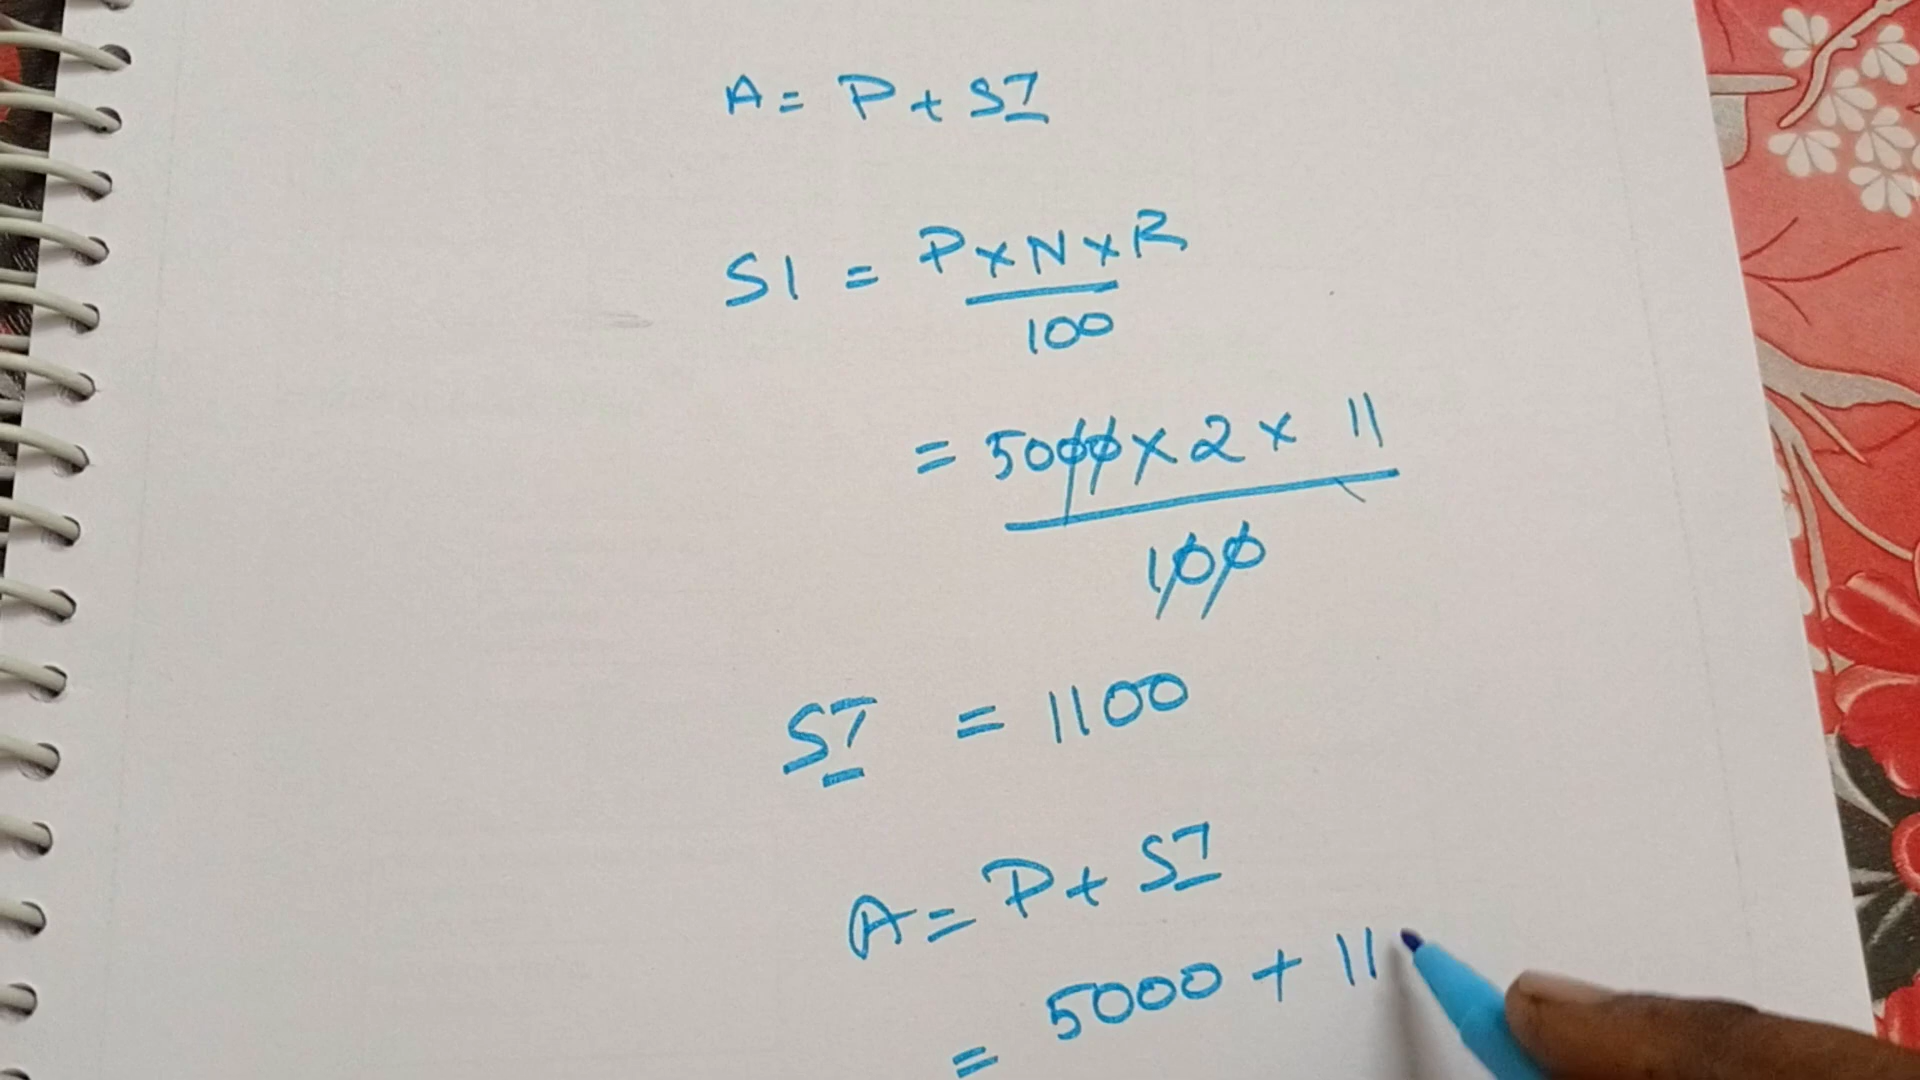 A = P + SI
SI = P x N x R
100
= 5000 x 2 x 11
100
SI = 1100
A = P + SI
= 5000 + 11